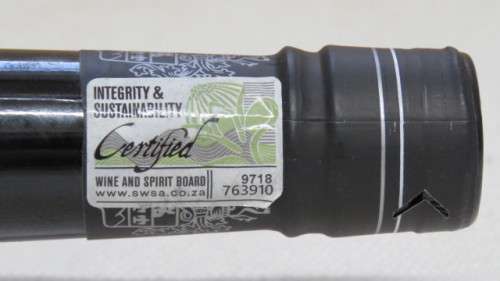 INTEGRITY &
SUSTAINABILITY
Certified
WINE AND SPIRIT BOARD
www.swsa.co.za
9718
763910